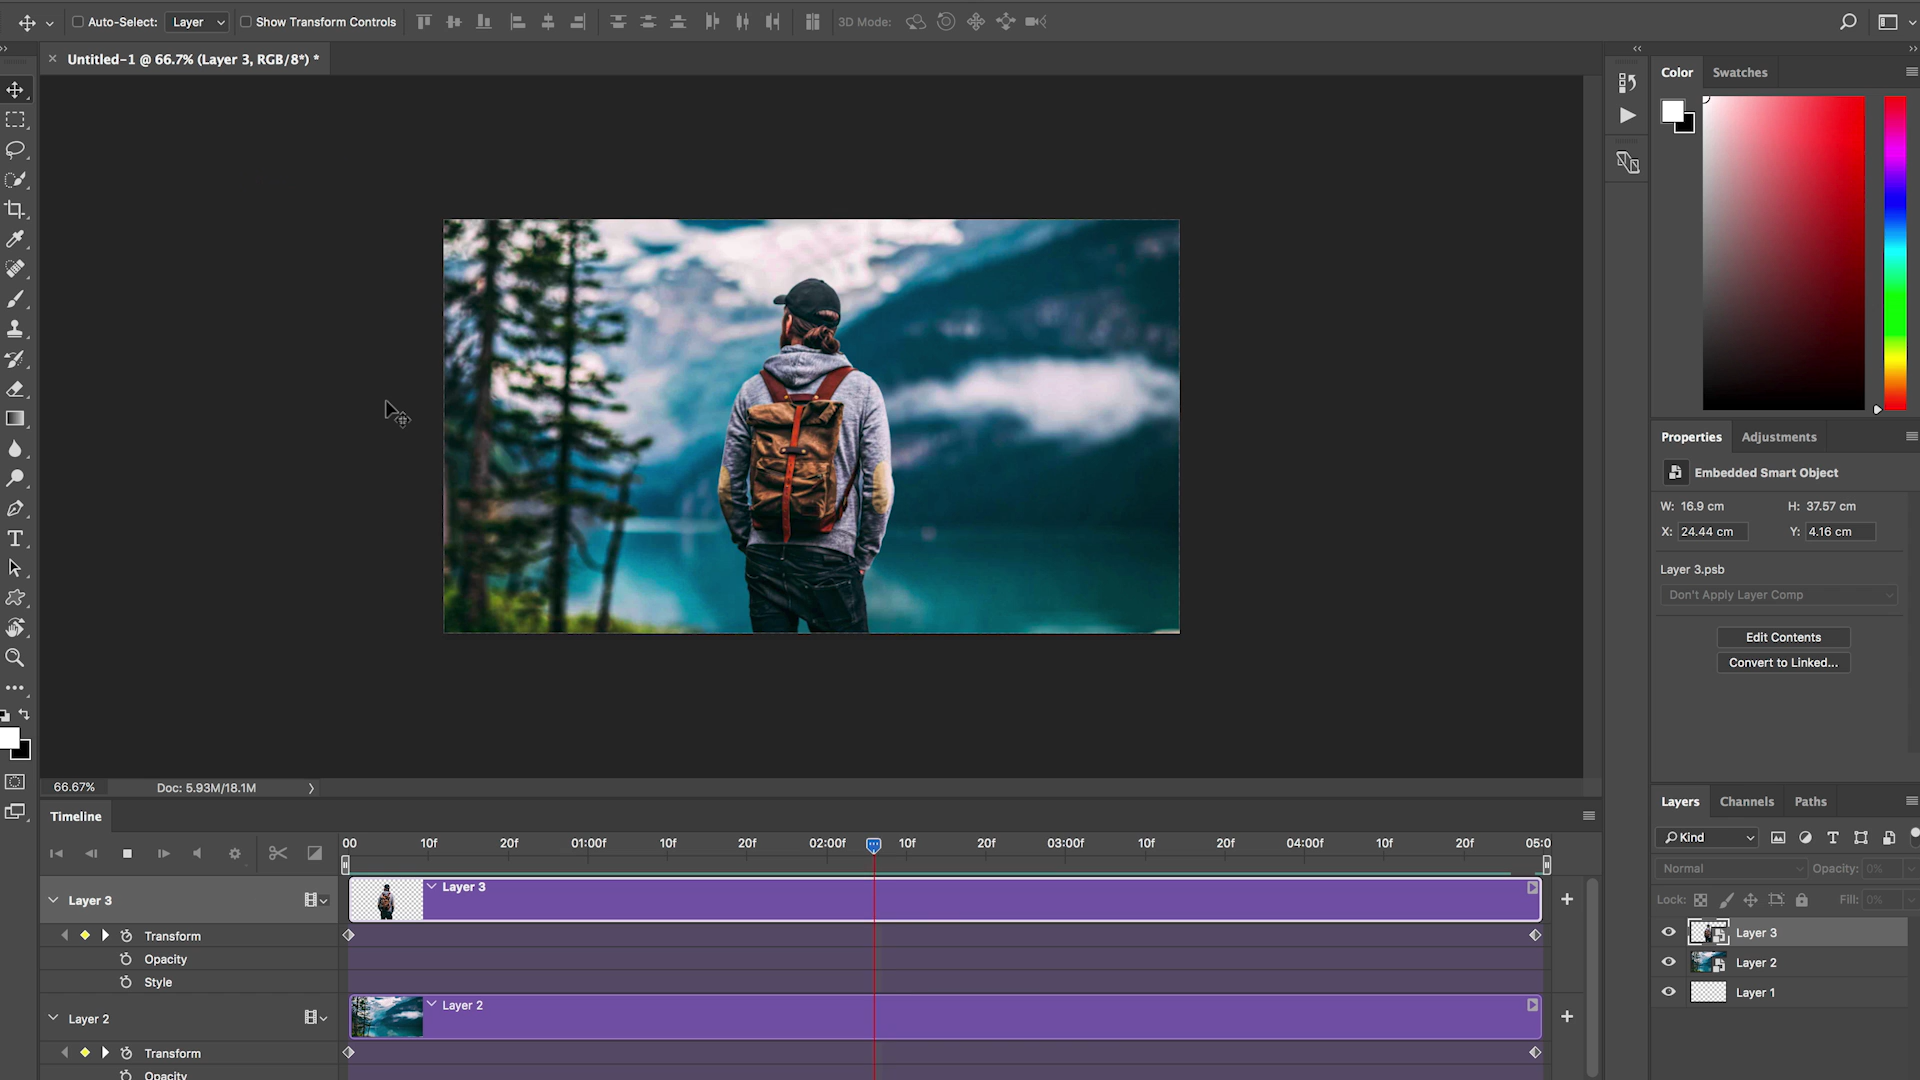 Auto-Select: Layer Show Transform Controls 3D Mode:
Untitled-1 @ 66.7% (Layer 3, RGB/8*) *
Color Swatches
Properties Adjustments
Embedded Smart Object
W: 16.9 cm H: 37.57 cm
X: 24.44 cm Y: 4.16 cm
Layer 3.psb
Don't Apply Layer Comp
Edit Contents
Convert to Linked...
66.67% Doc: 5.93M/18.1M
Timeline
00 10f 20f 01:00f 10f 20f 02:00f 10f 20f 03:00f 10f 20f 04:00f 10f 20f 05:0
Layer 3 Layer 3
Transform
Opacity
Style
Layer 2 Layer 2
Transform
Opacity
Layers Channels Paths
Kind
Normal Opacity: 0%
Lock: Fill: 0%
Layer 3
Layer 2
Layer 1